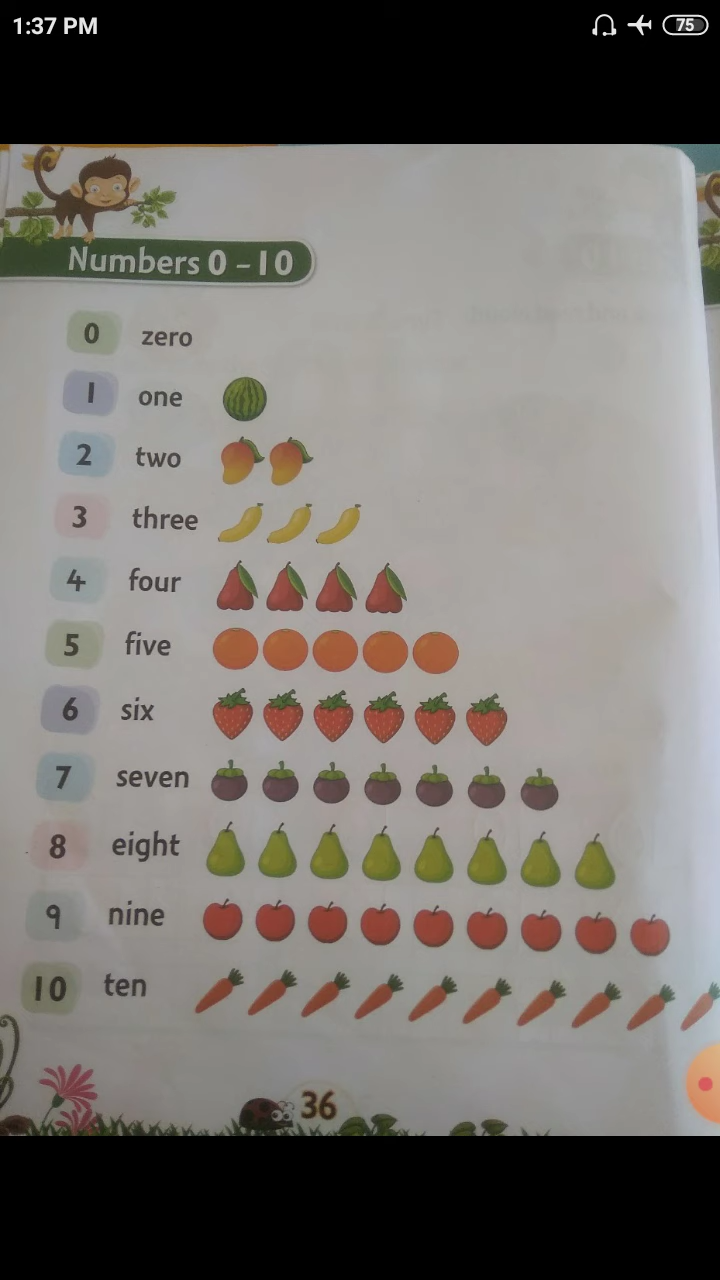 1:37 PM 75
Numbers 0 - 10
0 zero
1 one
2 two
3 three
4 four
5 five
6 six
7 seven
8 eight
9 nine
10 ten
36